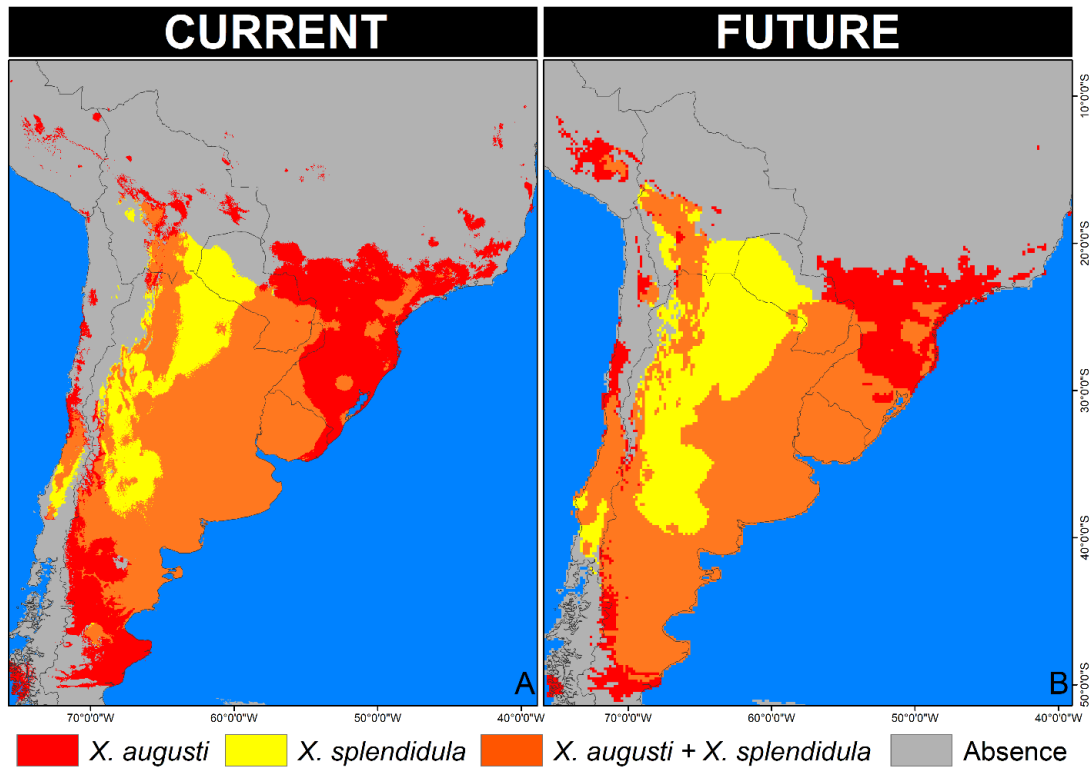 CURRENT
FUTURE
A
B
10°0'0"S
20°0'0"S
30°0'0"S
40°0'0"S
50°0'0"S
70°0'0"W
60°0'0"W
50°0'0"W
40°0'0"W
70°0'0"W
60°0'0"W
50°0'0"W
40°0'0"W
X. augusti
X. splendidula
X. augusti + X. splendidula
Absence